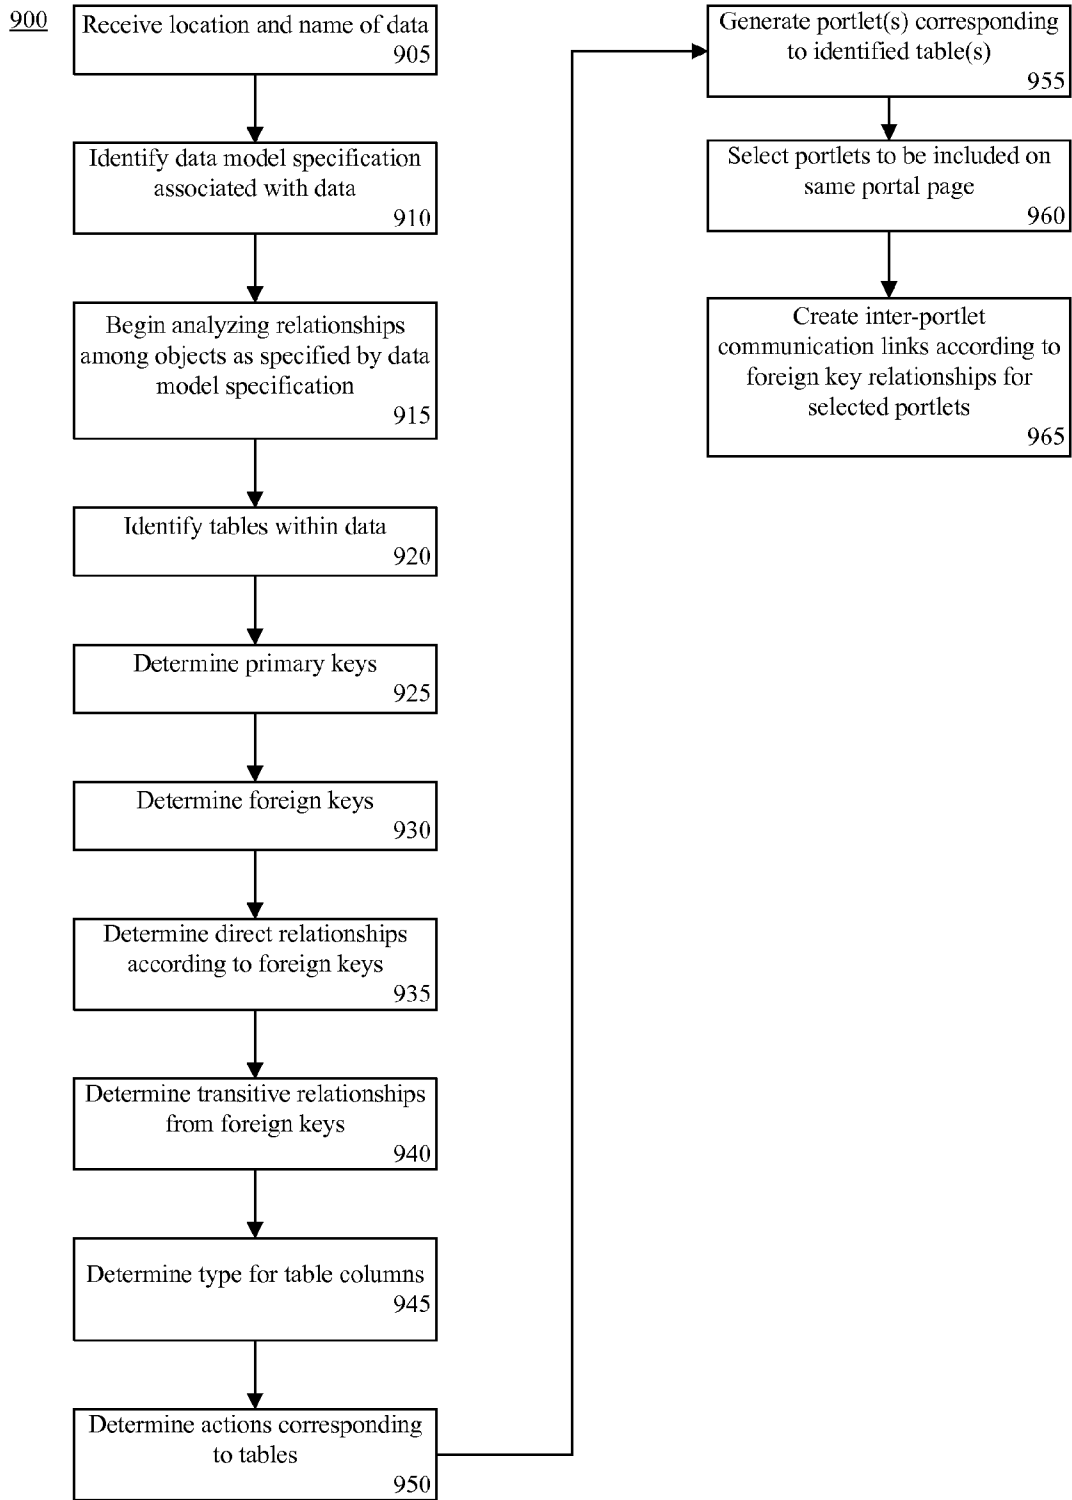 900
Receive location and name of data
905
Identify data model specification
associated with data
910
Begin analyzing relationships
among objects as specified by data
model specification
915
Identify tables within data
920
Determine primary keys
925
Determine foreign keys
930
Determine direct relationships
according to foreign keys
935
Determine transitive relationships
from foreign keys
940
Determine type for table columns
945
Determine actions corresponding
to tables
950
Generate portlet(s) corresponding
to identified table(s)
955
Select portlets to be included on
same portal page
960
Create inter-portlet
communication links according to
foreign key relationships for
selected portlets
965